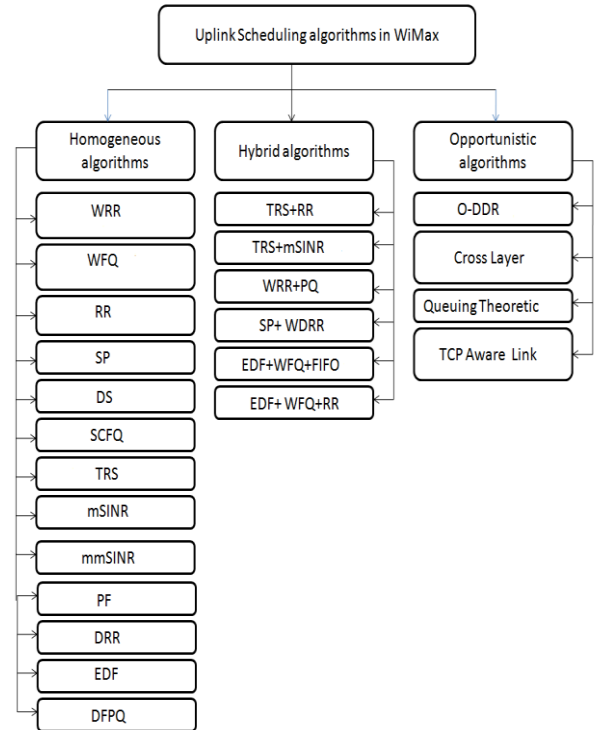 Uplink Scheduling algorithms in WiMax
Homogeneous
algorithms
WRR
WFQ
RR
SP
DS
SCFQ
TRS
mSINR
mmSINR
PF
DRR
EDF
DFPQ
Hybrid algorithms
TRS+RR
TRS+mSINR
WRR+PQ
SP+ WDRR
EDF+WFQ+FIFO
EDF+ WFQ+RR
Opportunistic
algorithms
O-DDR
Cross Layer
Queuing Theoretic
TCP Aware Link